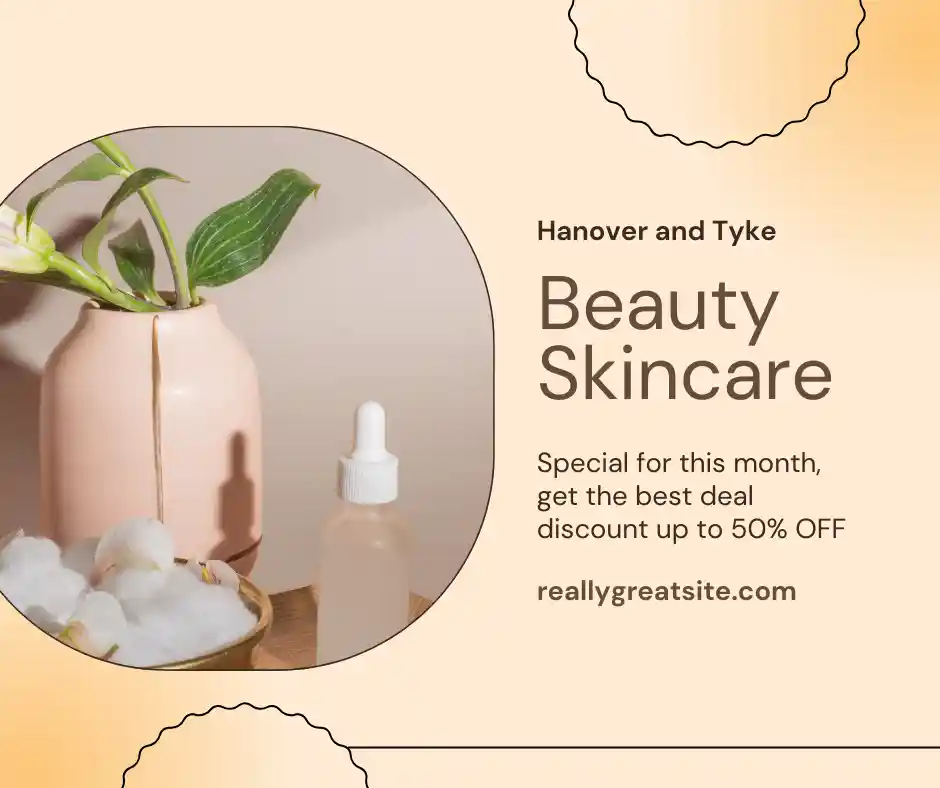 Hanover and Tyke
Beauty
Skincare
Special for this month,
get the best deal
discount up to 50% OFF
reallygreatsite.com